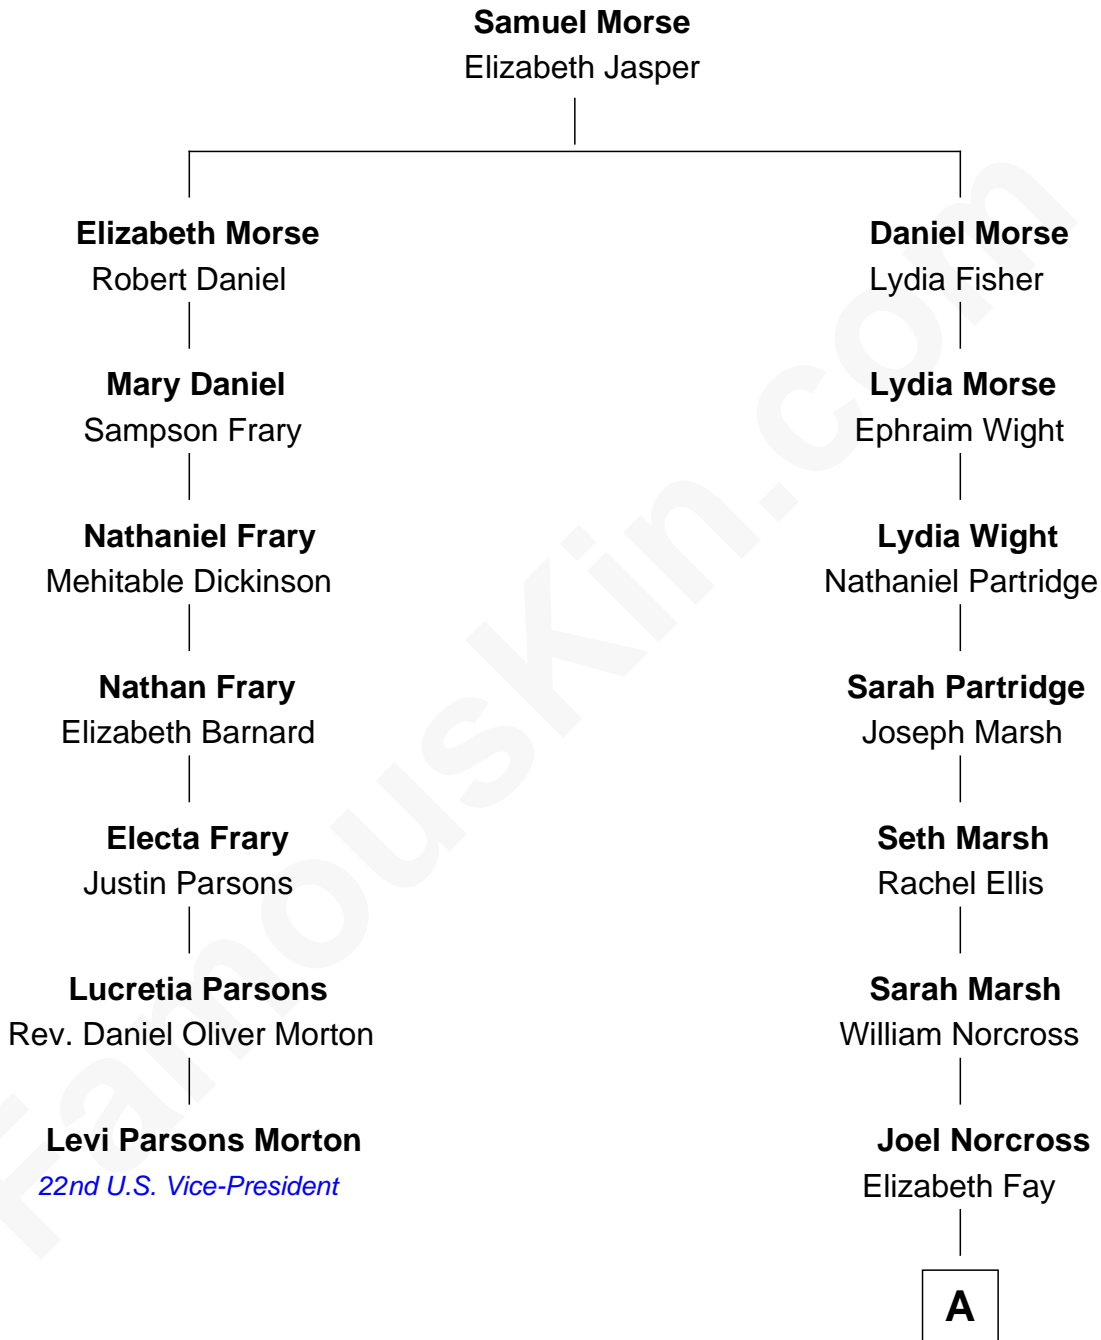 Samuel Morse
Elizabeth Jasper
Elizabeth Morse
Robert Daniel
Daniel Morse
Lydia Fisher
Mary Daniel
Sampson Frary
Lydia Morse
Ephraim Wight
Nathaniel Frary
Mehitable Dickinson
Lydia Wight
Nathaniel Partridge
Nathan Frary
Elizabeth Barnard
Sarah Partridge
Joseph Marsh
Electa Frary
Justin Parsons
Seth Marsh
Rachel Ellis
Lucretia Parsons
Rev. Daniel Oliver Morton
Sarah Marsh
William Norcross
Levi Parsons Morton
22nd U.S. Vice-President
Joel Norcross
Elizabeth Fay
A
FamousKin.com